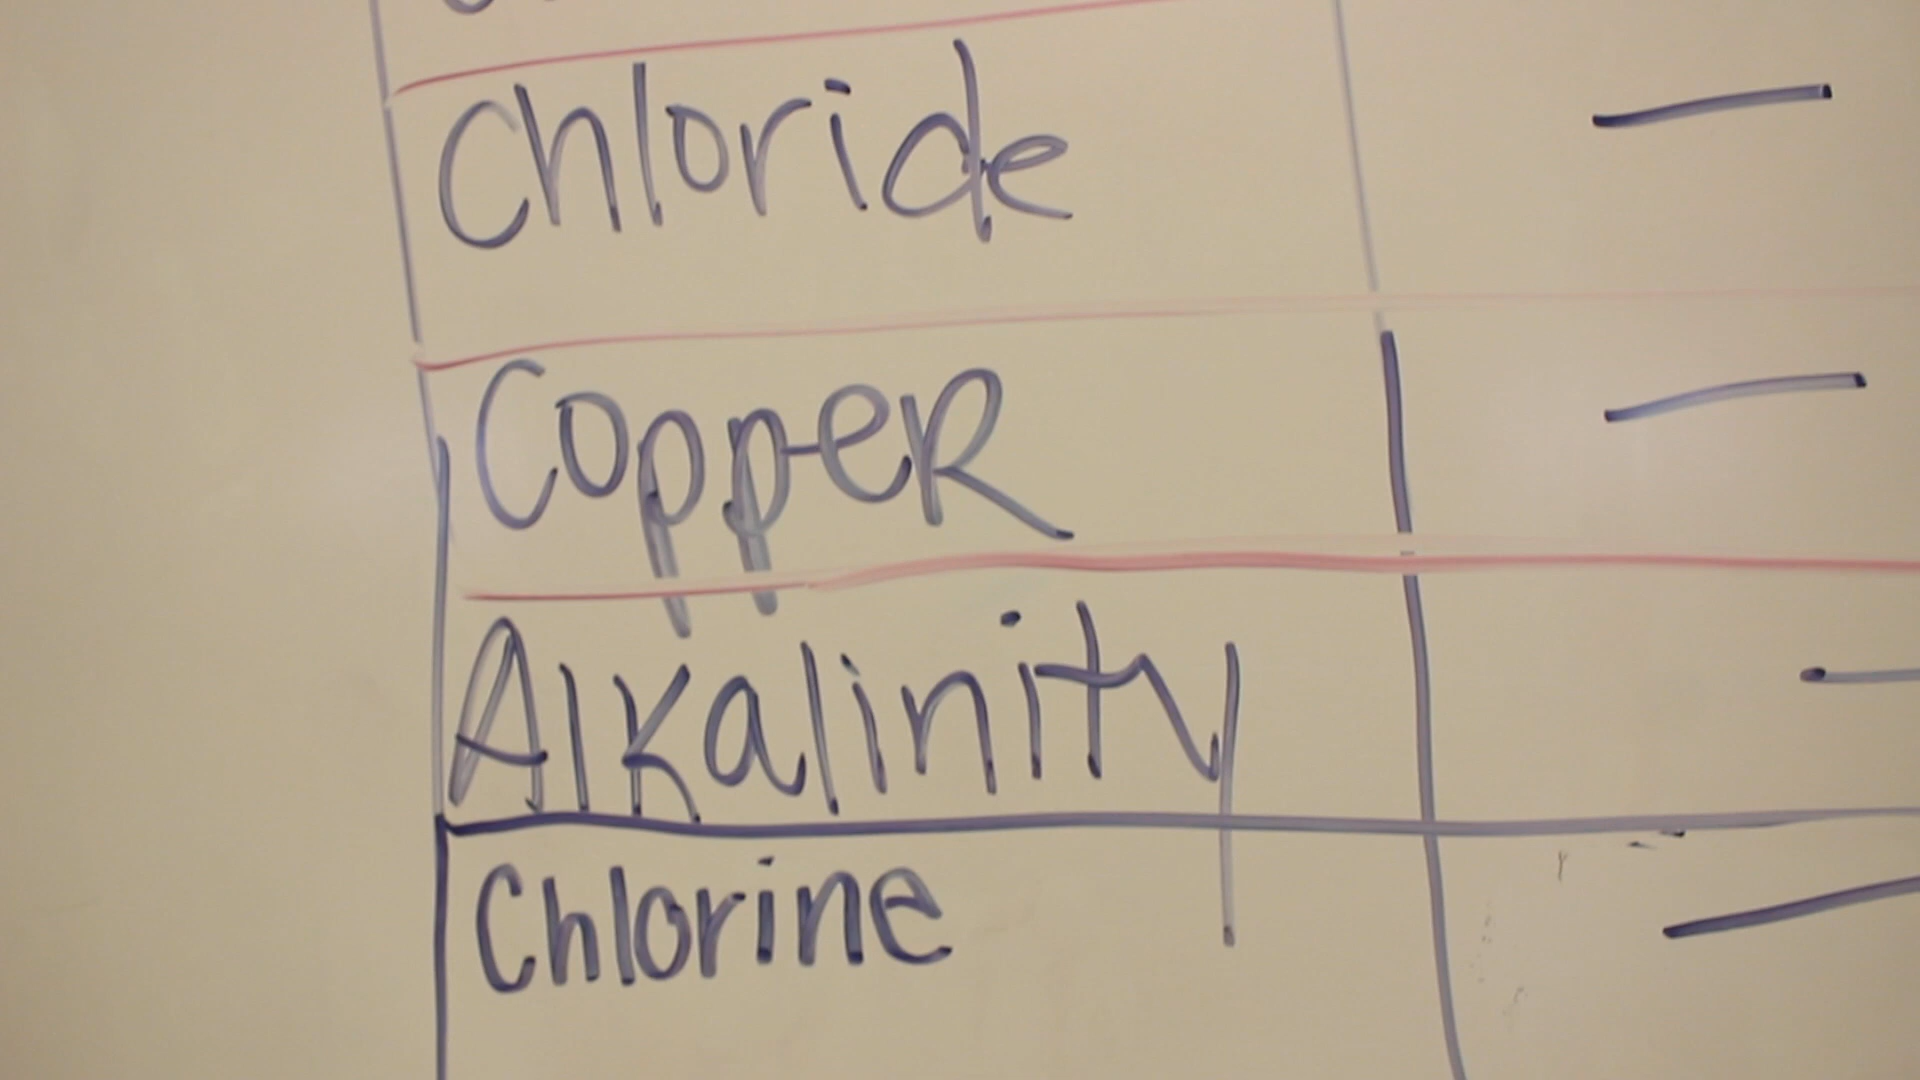 Chloride —
Copper —
Alkalinity —
Chlorine —